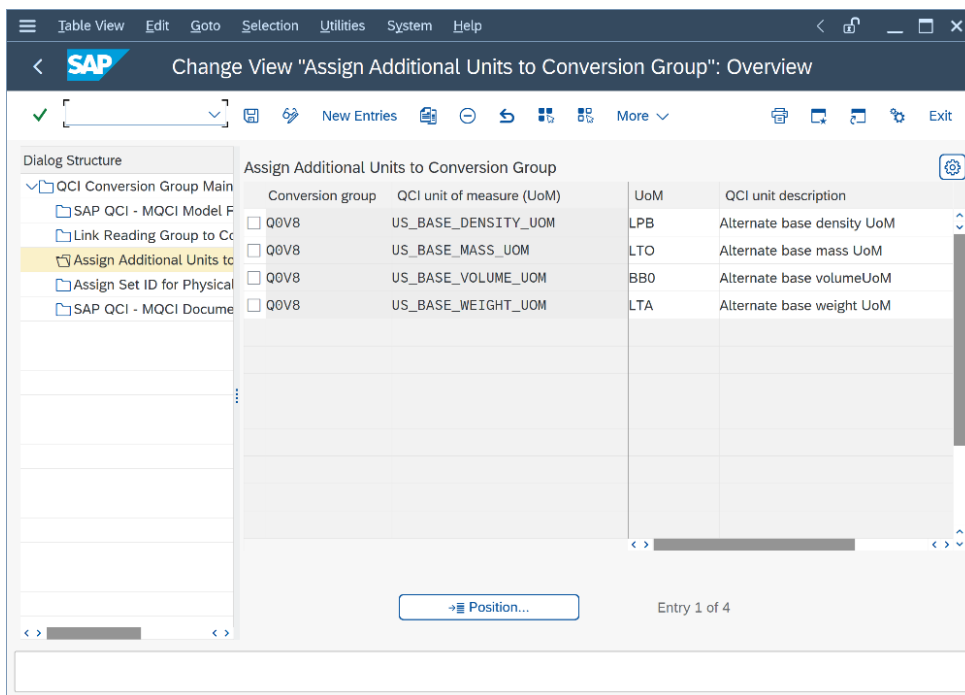 Table View Edit Goto Selection Utilities System Help
SAP Change View "Assign Additional Units to Conversion Group": Overview
New Entries More Exit
Dialog Structure
QCI Conversion Group Main
SAP QCI - MQCI Model F
Link Reading Group to Co
Assign Additional Units to
Assign Set ID for Physical
SAP QCI - MQCI Docume
Assign Additional Units to Conversion Group
Conversion group QCI unit of measure (UoM) UoM QCI unit description
Q0V8 US_BASE_DENSITY_UOM LPB Alternate base density UoM
Q0V8 US_BASE_MASS_UOM LTO Alternate base mass UoM
Q0V8 US_BASE_VOLUME_UOM BB0 Alternate base volumeUoM
Q0V8 US_BASE_WEIGHT_UOM LTA Alternate base weight UoM
Position... Entry 1 of 4